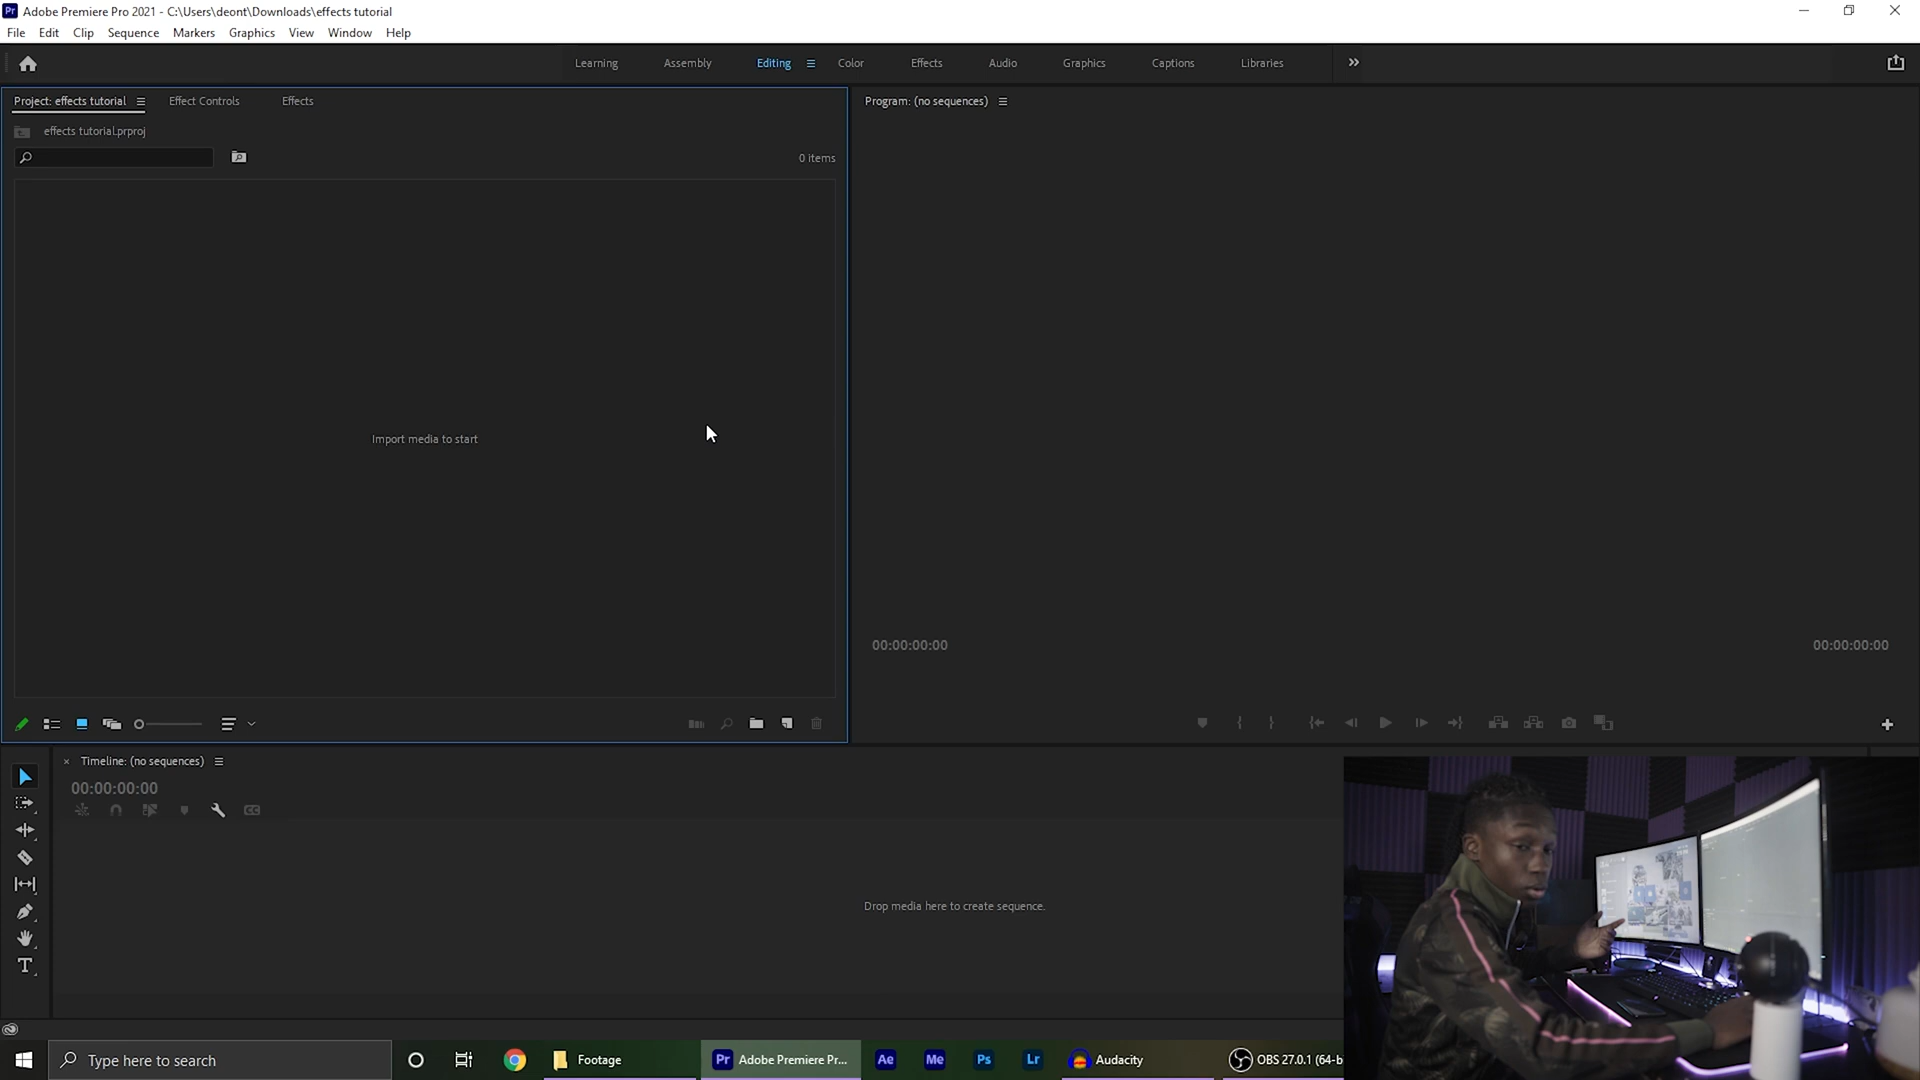 Pr Adobe Premiere Pro 2021 - C:\Users\deont\Downloads\effects tutorial
File Edit Clip Sequence Markers Graphics View Window Help
Learning Assembly Editing Color Effects Audio Graphics Captions Libraries
Project: effects tutorial Effect Controls Effects
Program: (no sequences)
effects tutorial.prproj
0 items
Import media to start
00:00:00:00 00:00:00:00
Timeline: (no sequences)
00:00:00:00
Drop media here to create sequence.
Type here to search
Footage
Pr Adobe Premiere Pr...
Ae Me Ps Lr
Audacity
OBS 27.0.1 (64-b